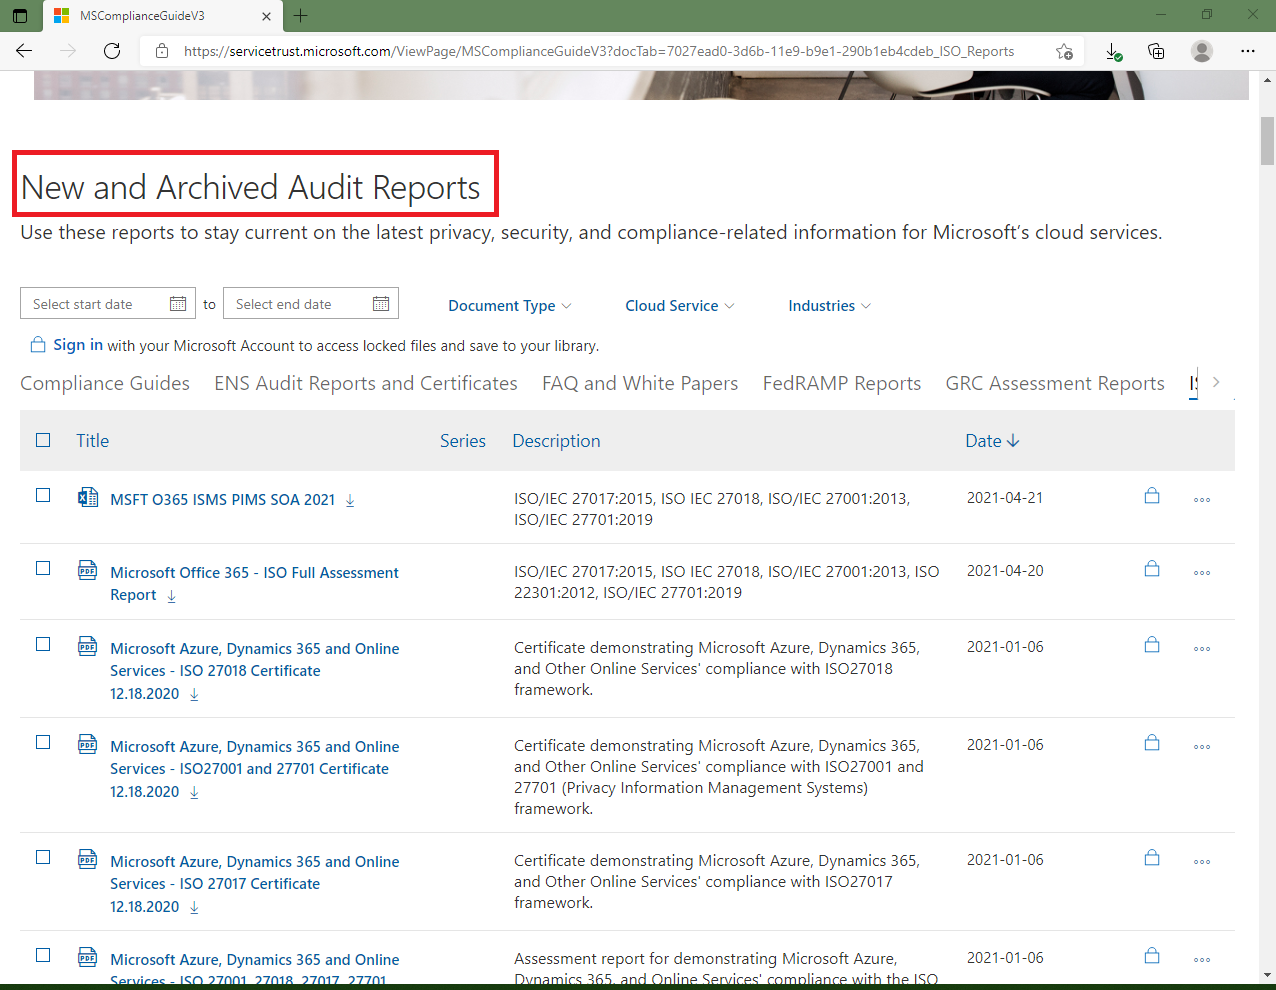 MSComplianceGuideV3
https://servicetrust.microsoft.com/ViewPage/MSComplianceGuideV3?docTab=7027ead0-3d6b-11e9-b9e1-290b1eb4cdeb_ISO_Reports
New and Archived Audit Reports
Use these reports to stay current on the latest privacy, security, and compliance-related information for Microsoft's cloud services.
Select start date to Select end date Document Type Cloud Service Industries
Sign in with your Microsoft Account to access locked files and save to your library.
Compliance Guides ENS Audit Reports and Certificates FAQ and White Papers FedRAMP Reports GRC Assessment Reports
Title Series Description Date
MSFT O365 ISMS PIMS SOA 2021 ISO/IEC 27017:2015, ISO IEC 27018, ISO/IEC 27001:2013, 2021-04-21
ISO/IEC 27701:2019
Microsoft Office 365 - ISO Full Assessment ISO/IEC 27017:2015, ISO IEC 27018, ISO/IEC 27001:2013, ISO 2021-04-20
Report 22301:2012, ISO/IEC 27701:2019
Microsoft Azure, Dynamics 365 and Online Certificate demonstrating Microsoft Azure, Dynamics 365, 2021-01-06
Services - ISO 27018 Certificate and Other Online Services' compliance with ISO27018
12.18.2020 framework.
Microsoft Azure, Dynamics 365 and Online Certificate demonstrating Microsoft Azure, Dynamics 365, 2021-01-06
Services - ISO27001 and 27701 Certificate and Other Online Services' compliance with ISO27001 and
12.18.2020 27701 (Privacy Information Management Systems)
framework.
Microsoft Azure, Dynamics 365 and Online Certificate demonstrating Microsoft Azure, Dynamics 365, 2021-01-06
Services - ISO 27017 Certificate and Other Online Services' compliance with ISO27017
12.18.2020 framework.
Microsoft Azure, Dynamics 365 and Online Assessment report for demonstrating Microsoft Azure, 2021-01-06
Services - ISO 27001, 27018, 27017, 27701 Dynamics 365, and Online Services' compliance with the ISO